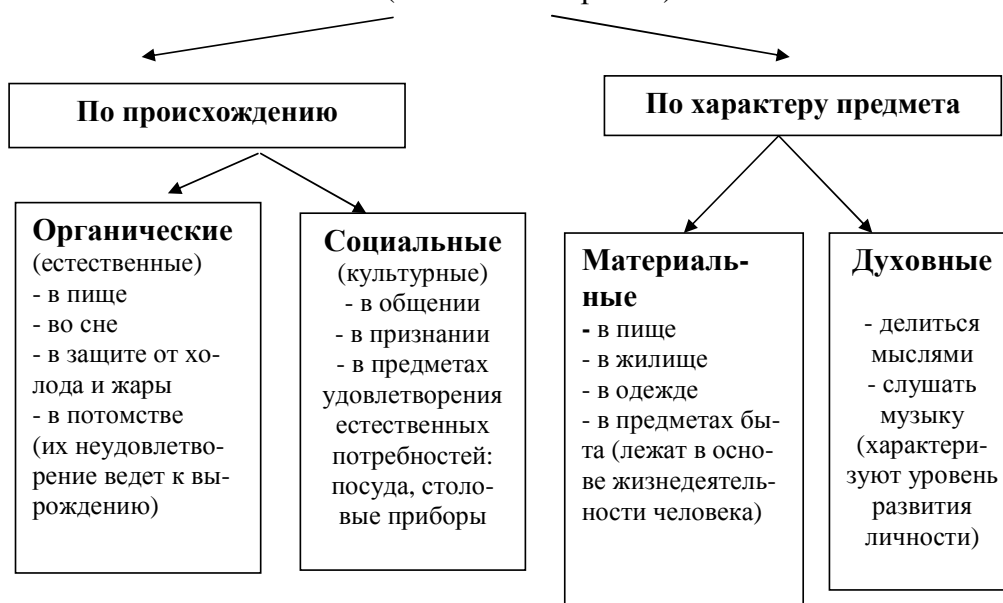 По происхождению
По характеру предмета
Органические
(естественные)
- в пище
- во сне
- в защите от хо-
лода и жары
- в потомстве
(их неудовлетво-
рение ведет к вы-
рождению)
Социальные
(культурные)
- в общении
- в признании
- в предметах
удовлетворения
естественных
потребностей:
посуда, столо-
вые приборы
Материаль-
ные
- в пище
- в жилище
- в одежде
- в предметах бы-
та (лежат в осно-
ве жизнедеятель-
ности человека)
Духовные
- делиться
мыслями
- слушать
музыку
(характери-
зуют уровень
развития
личности)